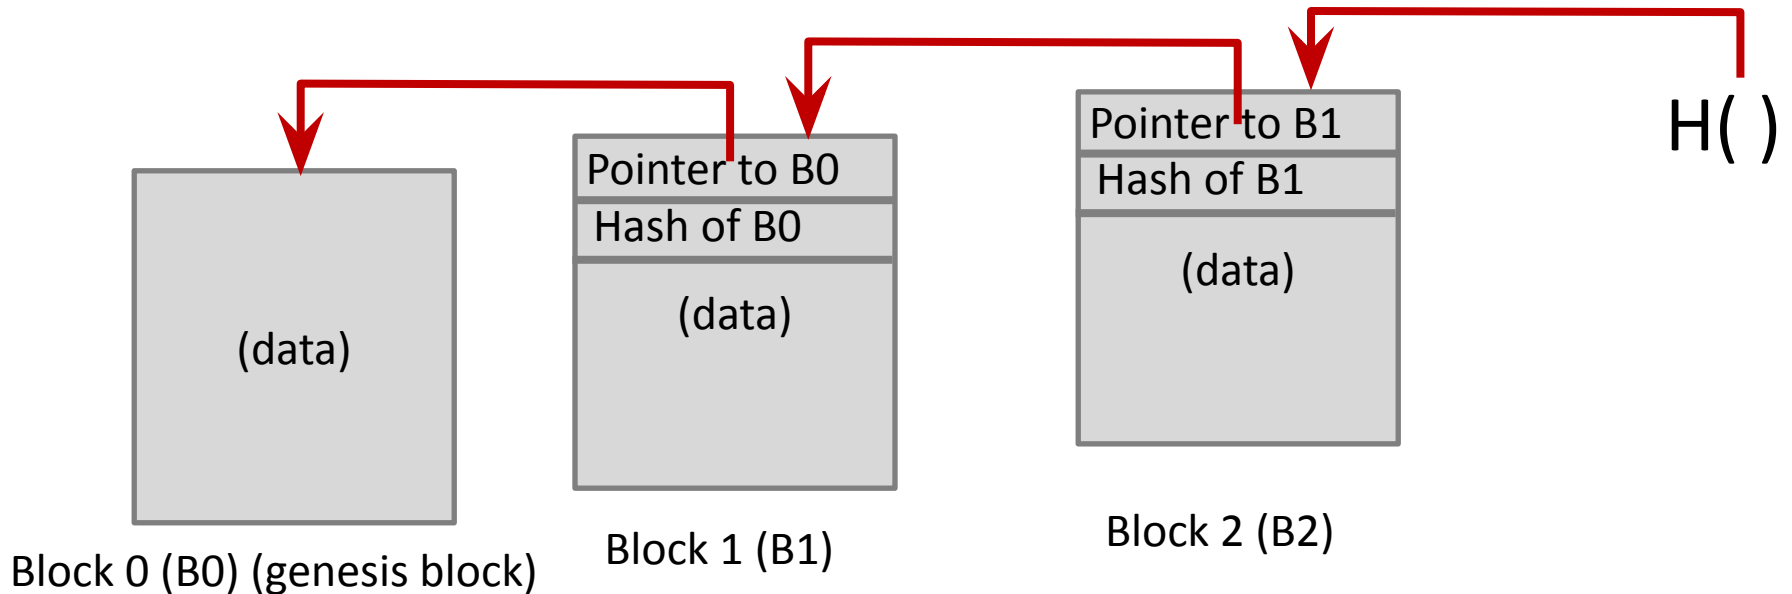 (data)
Block 0 (B0) (genesis block)
Pointer to B0
Hash of B0
(data)
Block 1 (B1)
Pointer to B1
Hash of B1
(data)
Block 2 (B2)
H( )